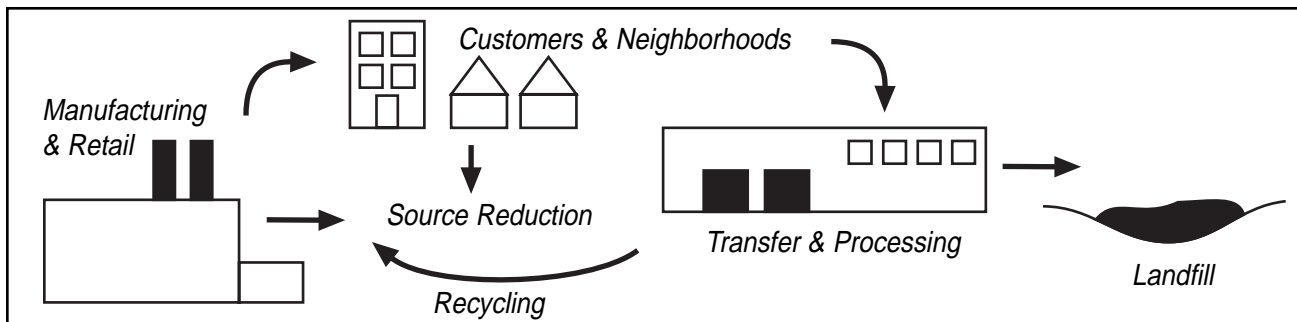 Customers & Neighborhoods
Manufacturing
& Retail
Source Reduction
Transfer & Processing
Recycling
Landfill